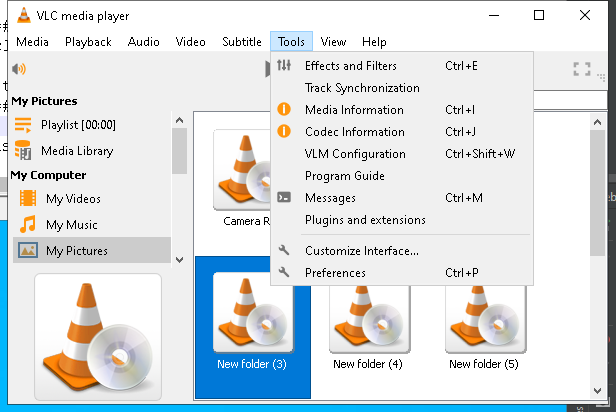 VLC media player
Media Playback Audio Video Subtitle Tools View Help
My Pictures
Playlist [00:00]
Media Library
My Computer
My Videos
My Music
My Pictures
Effects and Filters Ctrl+E
Track Synchronization
Media Information Ctrl+I
Codec Information Ctrl+J
VLM Configuration Ctrl+Shift+W
Program Guide
Messages Ctrl+M
Plugins and extensions
Customize Interface...
Preferences Ctrl+P
Camera R
New folder (3)
New folder (4)
New folder (5)